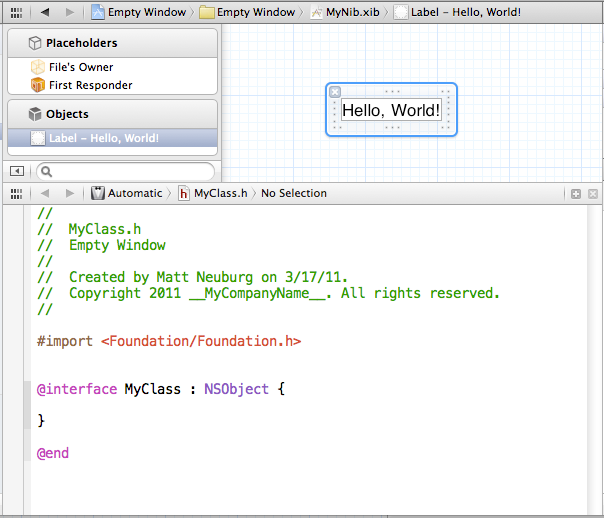 Empty Window Empty Window MyNib.xib Label – Hello, World!
Placeholders
File's Owner
First Responder
Objects
Label – Hello, World!
Hello, World!
Automatic MyClass.h No Selection
//
//  MyClass.h
//  Empty Window
//
//  Created by Matt Neuburg on 3/17/11.
//  Copyright 2011 __MyCompanyName__. All rights reserved.
//
#import <Foundation/Foundation.h>
@interface MyClass : NSObject {
}
@end